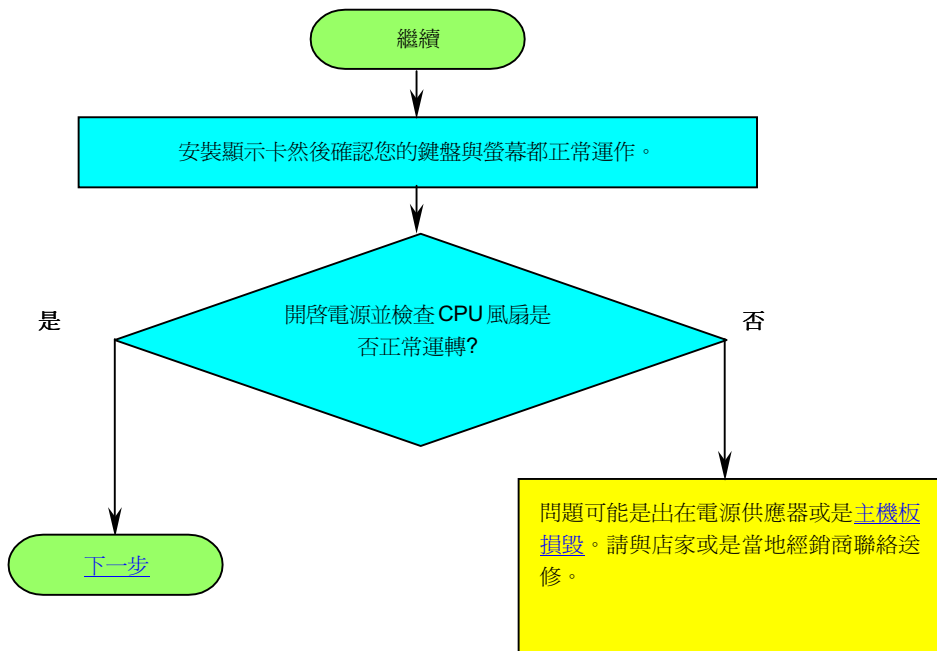 繼續
安裝顯示卡然後確認您的鍵盤與螢幕都正常運作。
開啓電源並檢查 CPU 風扇是
否正常運轉?
是
否
下一步
問題可能是出在電源供應器或是主機板
損毀。請與店家或是當地經銷商聯絡送
修。